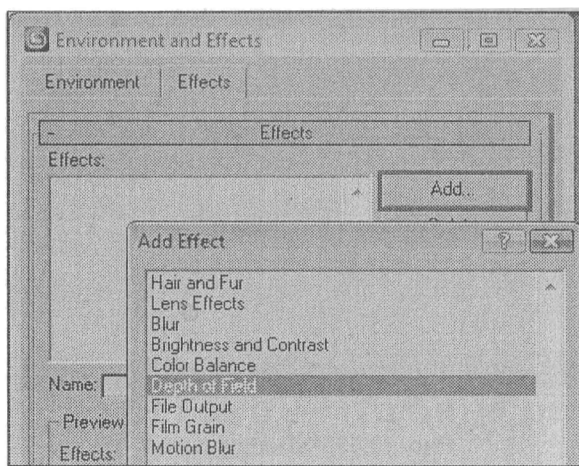 Environment and Effects
Environment Effects
- Effects
Effects:
Add...
Add Effect
?
Hair and Fur
Lens Effects
Blur
Brightness and Contrast
Color Balance
Depth of Field
File Output
Film Grain
Motion Blur
Name:
Preview
Effects: